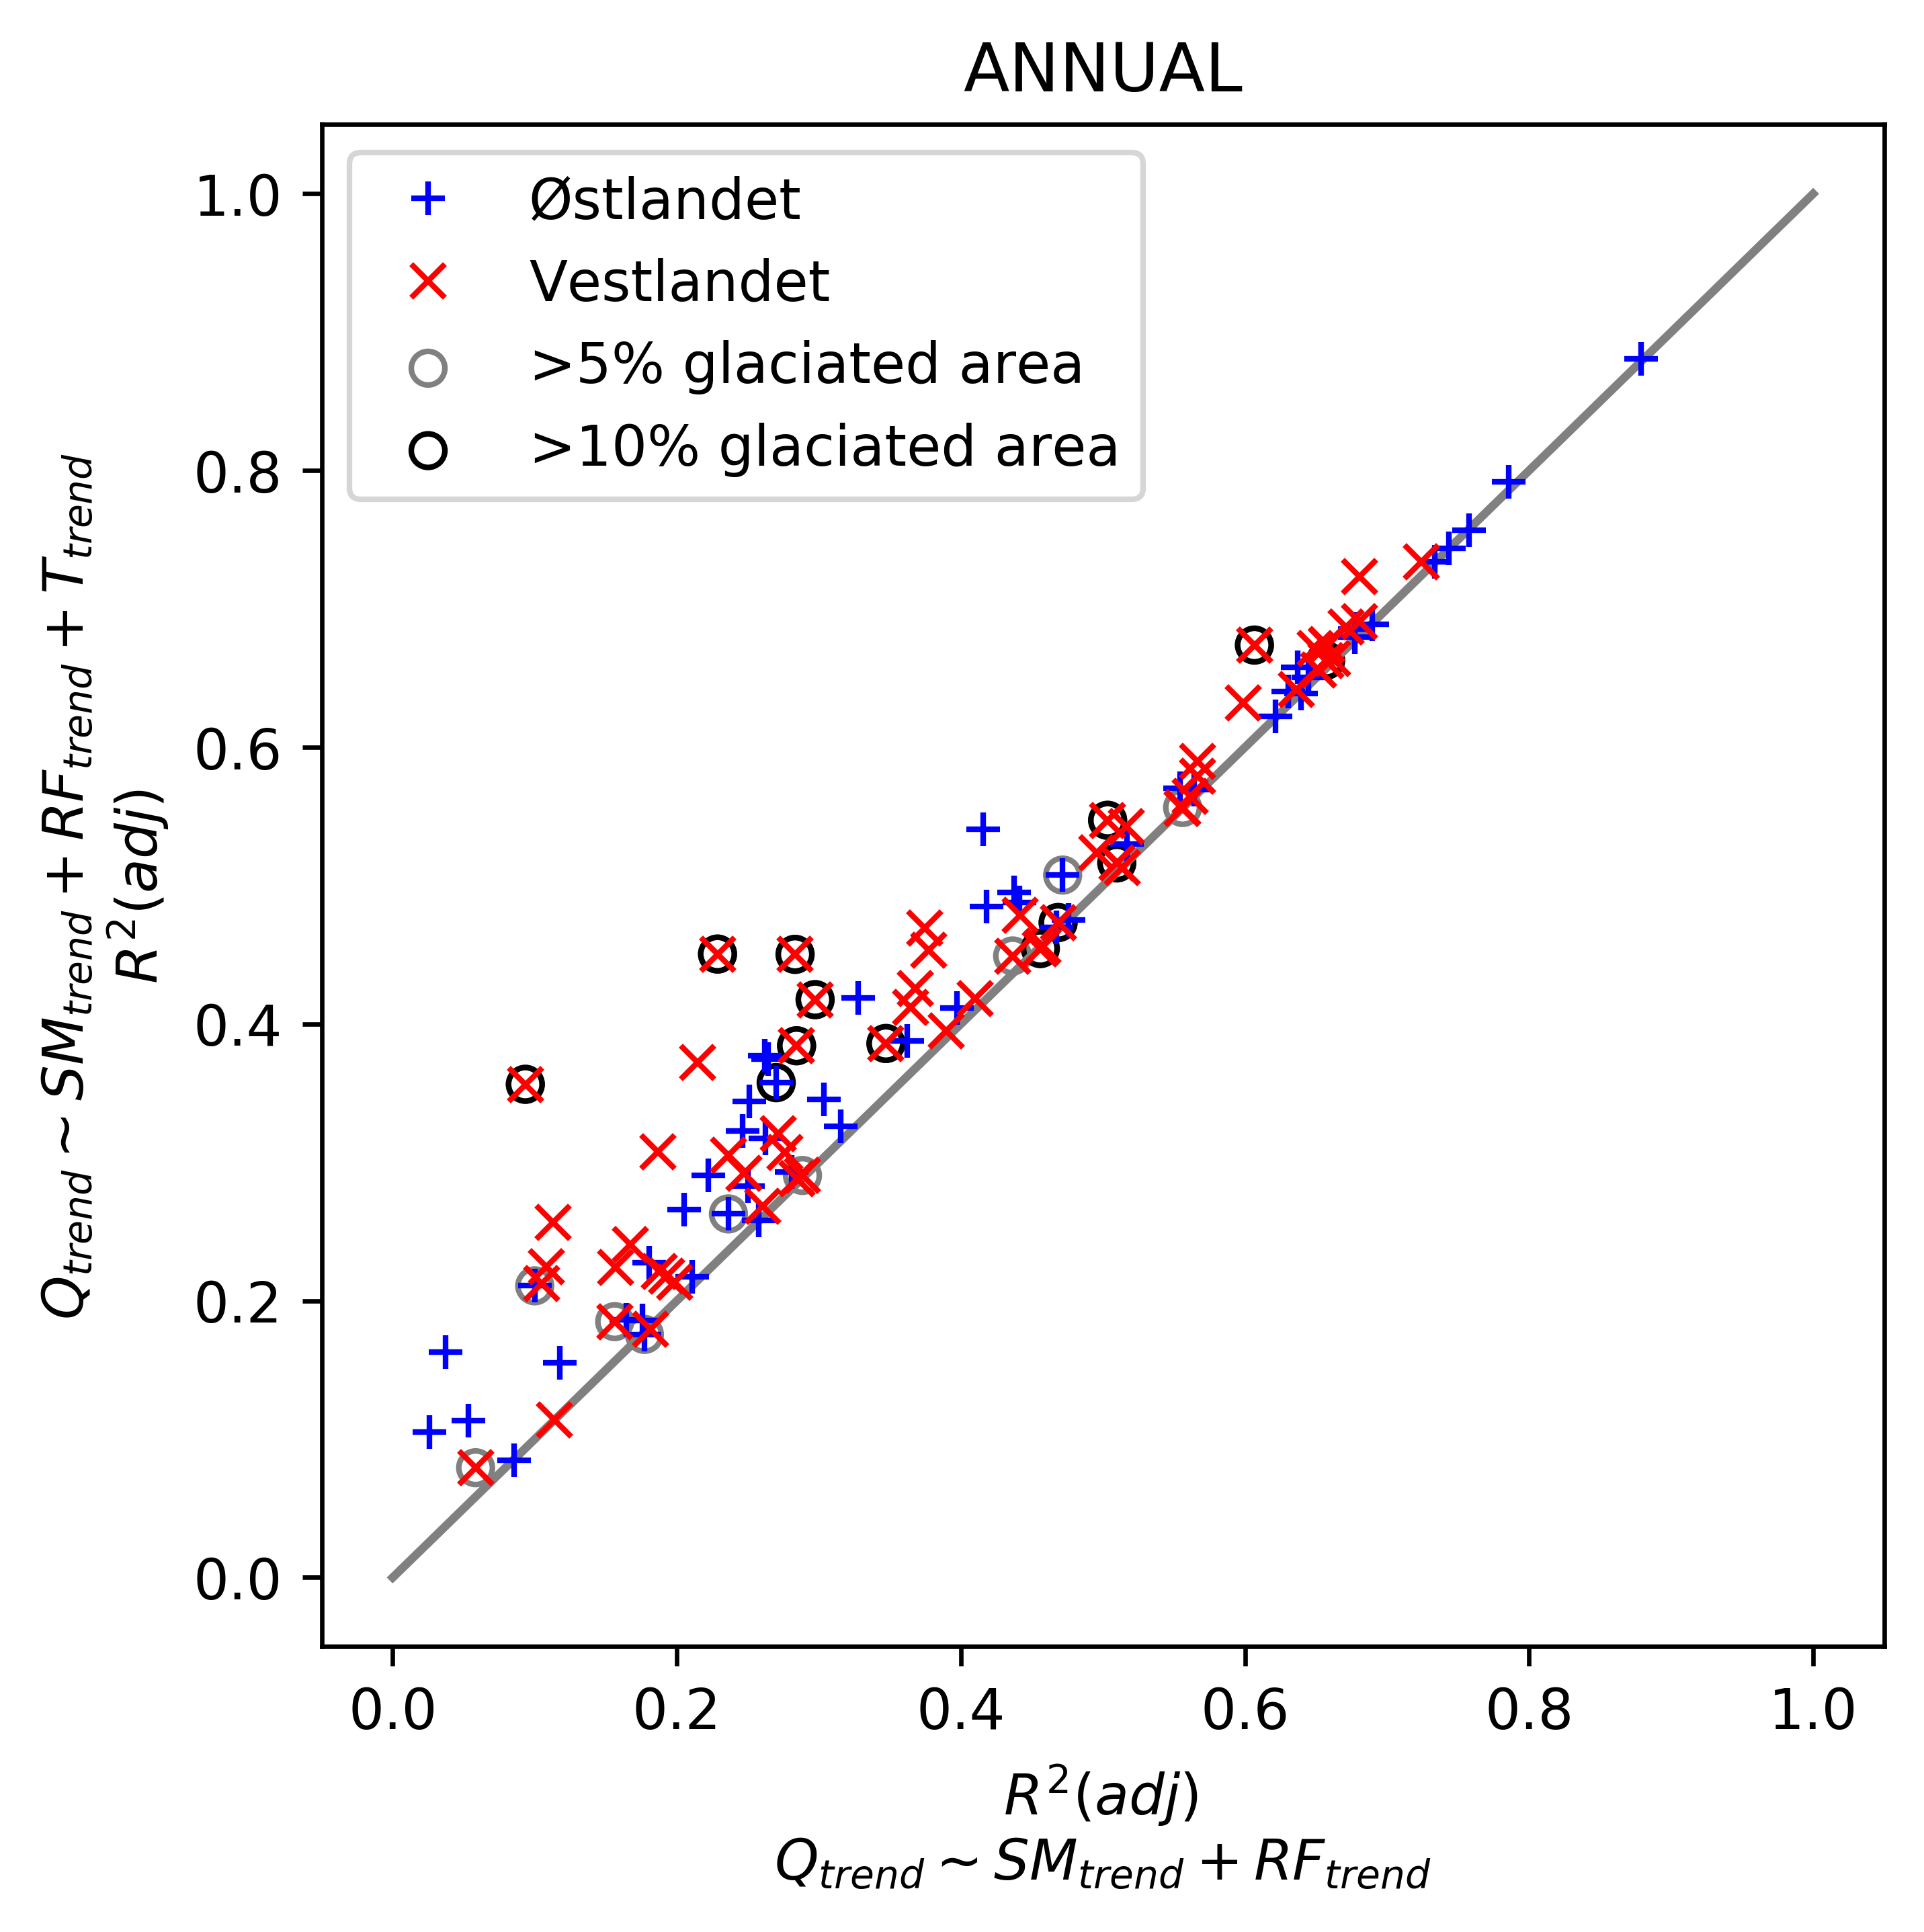 ANNUAL
Østlandet
Vestlandet
>5% glaciated area
>10% glaciated area
1.0
0.8
0.6
0.4
0.2
0.0
0.0 0.2 0.4 0.6 0.8 1.0
Q_trend ~ SM_trend + RF_trend + T_trend
R²(adj)
R²(adj)
Q_trend ~ SM_trend + RF_trend